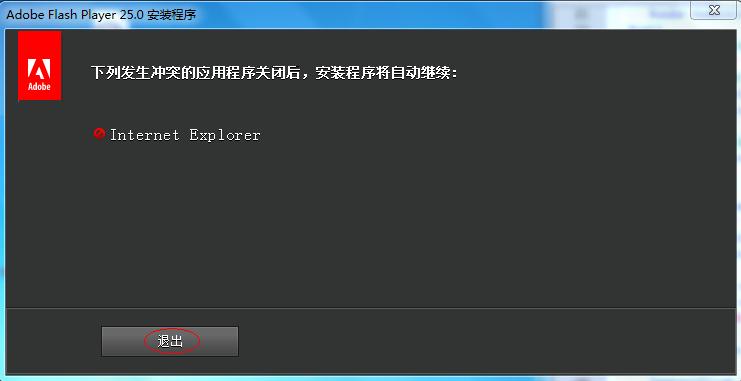 Adobe Flash Player 25.0 安装程序
Adobe
下列发生冲突的应用程序关闭后，安装程序将自动继续：
Internet Explorer
退出